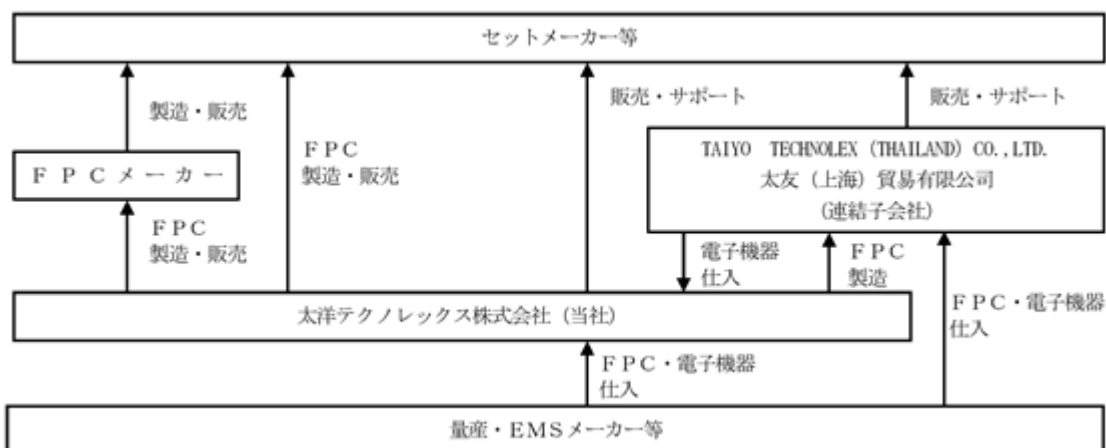 セットメーカー等
製造・販売
FPC
製造・販売
販売・サポート
販売・サポート
FPCメーカー
TAIYO TECHNOLEX (THAILAND) CO.,LTD.
太友（上海）貿易有限公司
(連結子会社)
FPC
製造・販売
電子機器
仕入
FPC
製造
太洋テクノレックス株式会社（当社）
FPC・電子機器
仕入
FPC・電子機器
仕入
量産・EMSメーカー等